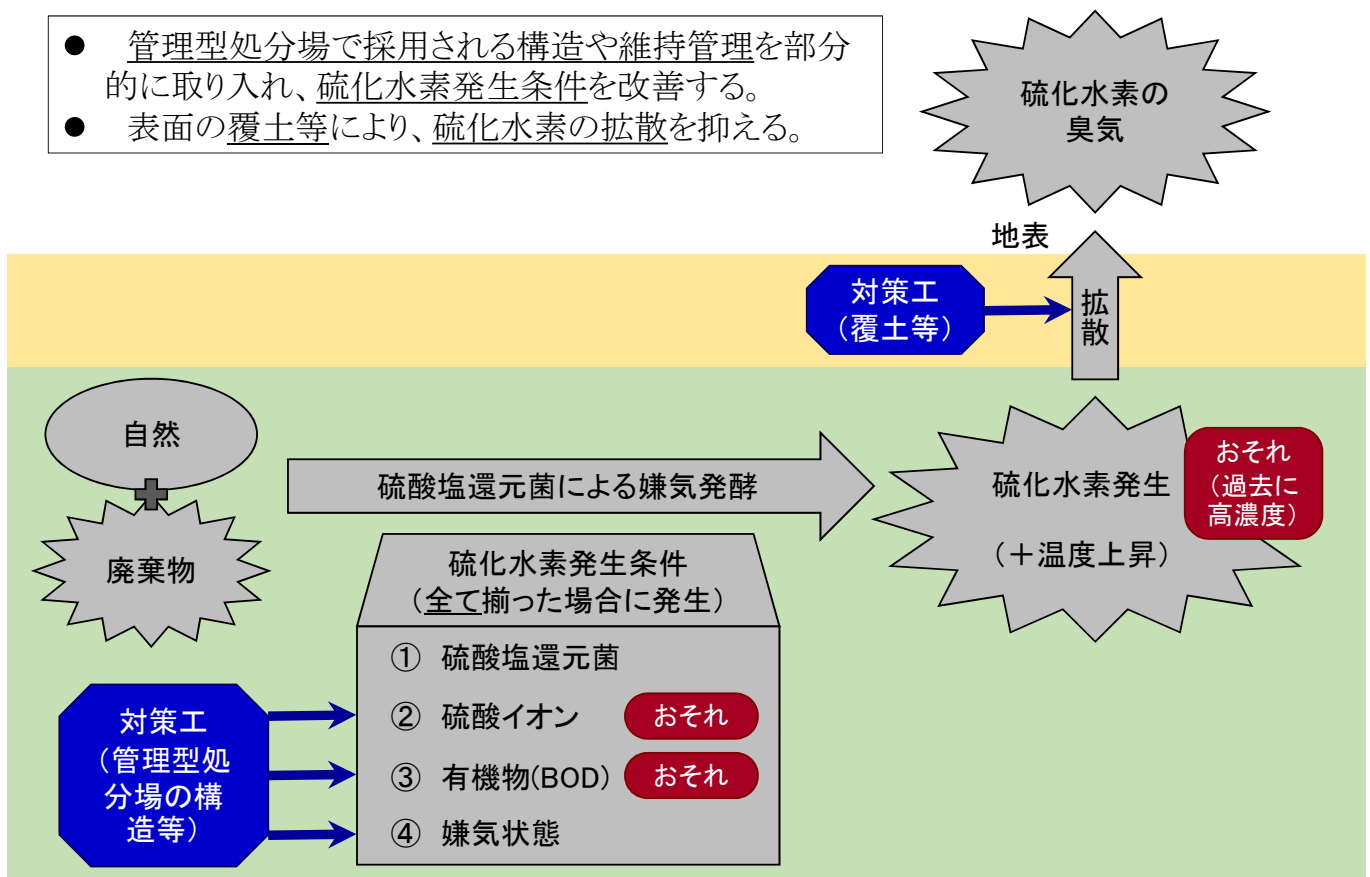 ● 管理型処分場で採用される構造や維持管理を部分
的に取り入れ、硫化水素発生条件を改善する。
● 表面の覆土等により、硫化水素の拡散を抑える。
硫化水素の
臭気
地表
対策工
（覆土等）
拡
散
自然
廃棄物
硫酸塩還元菌による嫌気発酵
硫化水素発生
（＋温度上昇）
おそれ
（過去に
高濃度）
硫化水素発生条件
（全て揃った場合に発生）
① 硫酸塩還元菌
② 硫酸イオン おそれ
③ 有機物(BOD) おそれ
④ 嫌気状態
対策工
（管理型処
分場の構
造等）